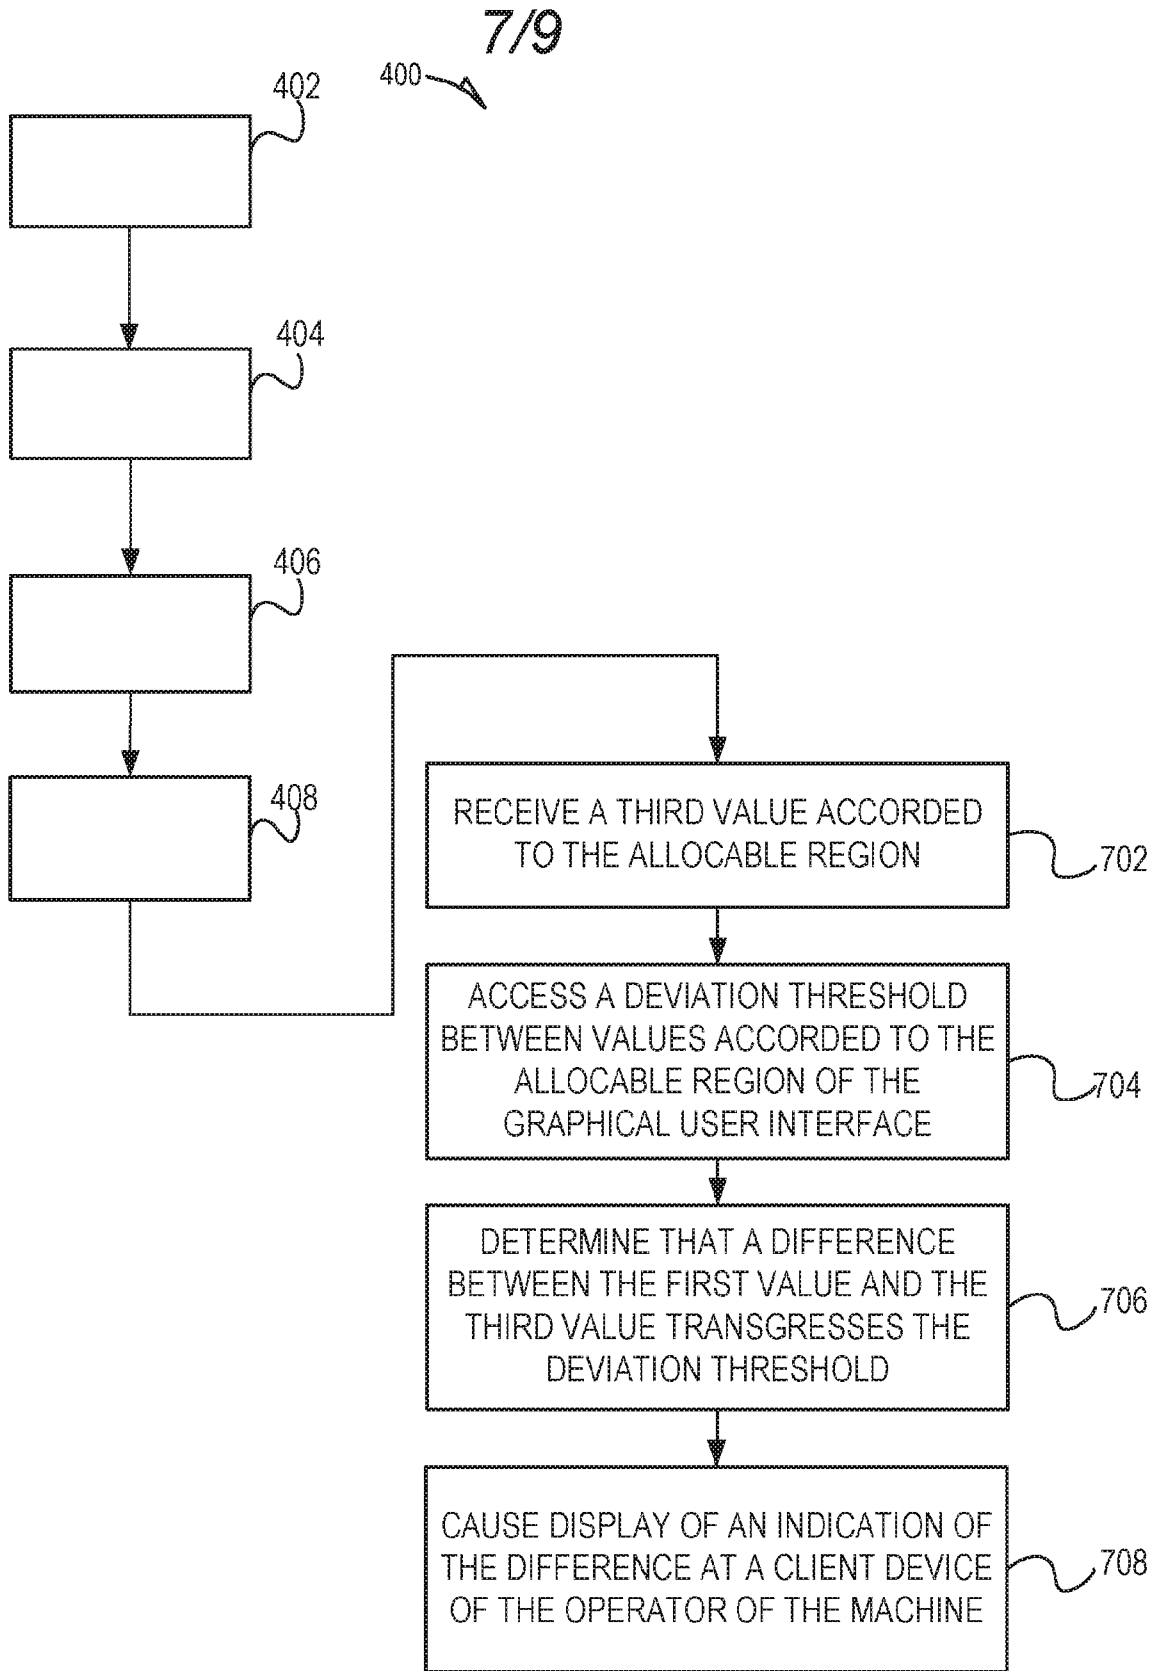 7/9
400
402
404
406
408
RECEIVE A THIRD VALUE ACCORDED
TO THE ALLOCABLE REGION
702
ACCESS A DEVIATION THRESHOLD
BETWEEN VALUES ACCORDED TO THE
ALLOCABLE REGION OF THE
GRAPHICAL USER INTERFACE
704
DETERMINE THAT A DIFFERENCE
BETWEEN THE FIRST VALUE AND THE
THIRD VALUE TRANSGRESSES THE
DEVIATION THRESHOLD
706
CAUSE DISPLAY OF AN INDICATION OF
THE DIFFERENCE AT A CLIENT DEVICE
OF THE OPERATOR OF THE MACHINE
708